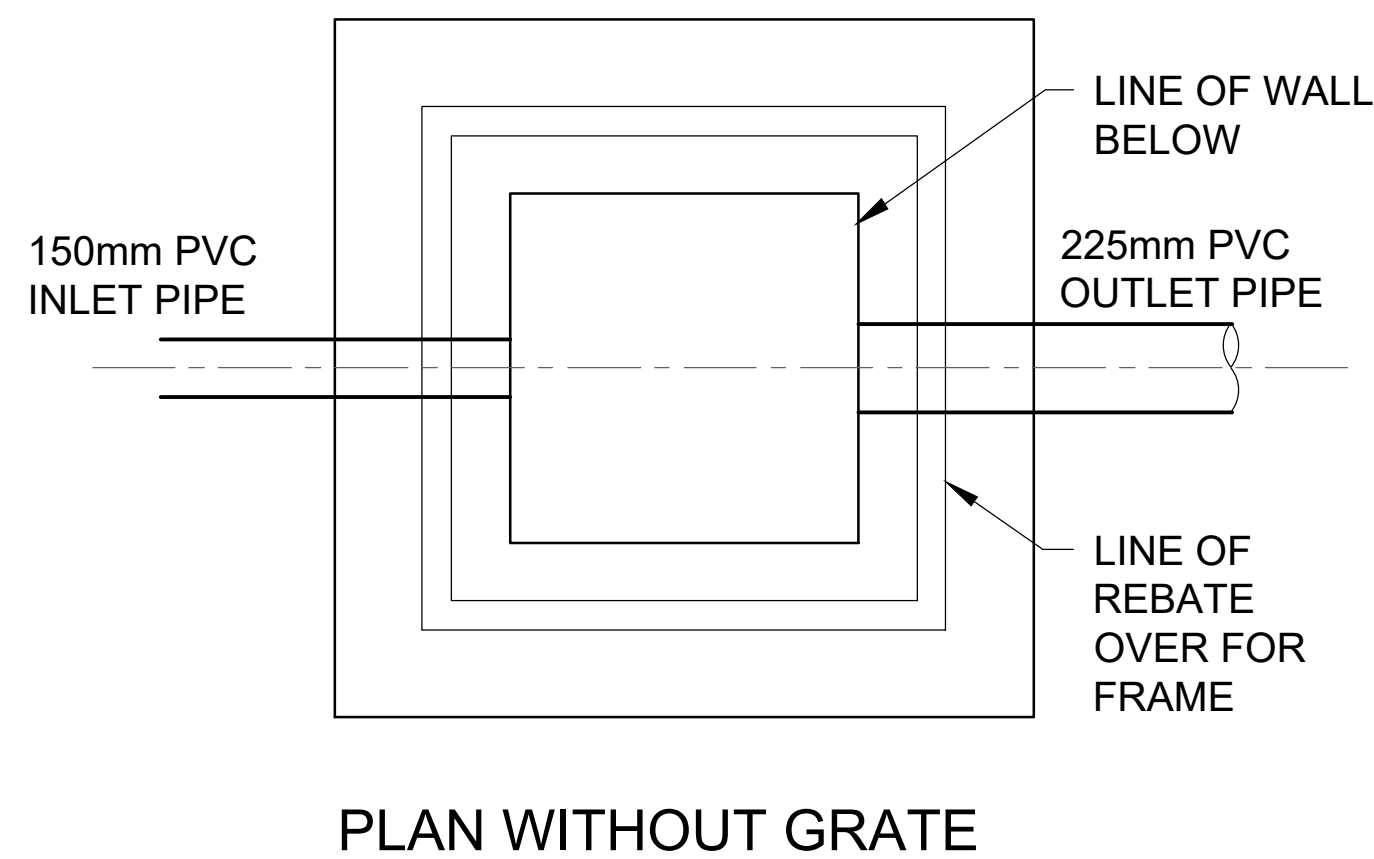 LINE OF WALL
BELOW
150mm PVC
INLET PIPE
225mm PVC
OUTLET PIPE
LINE OF
REBATE
OVER FOR
FRAME
PLAN WITHOUT GRATE